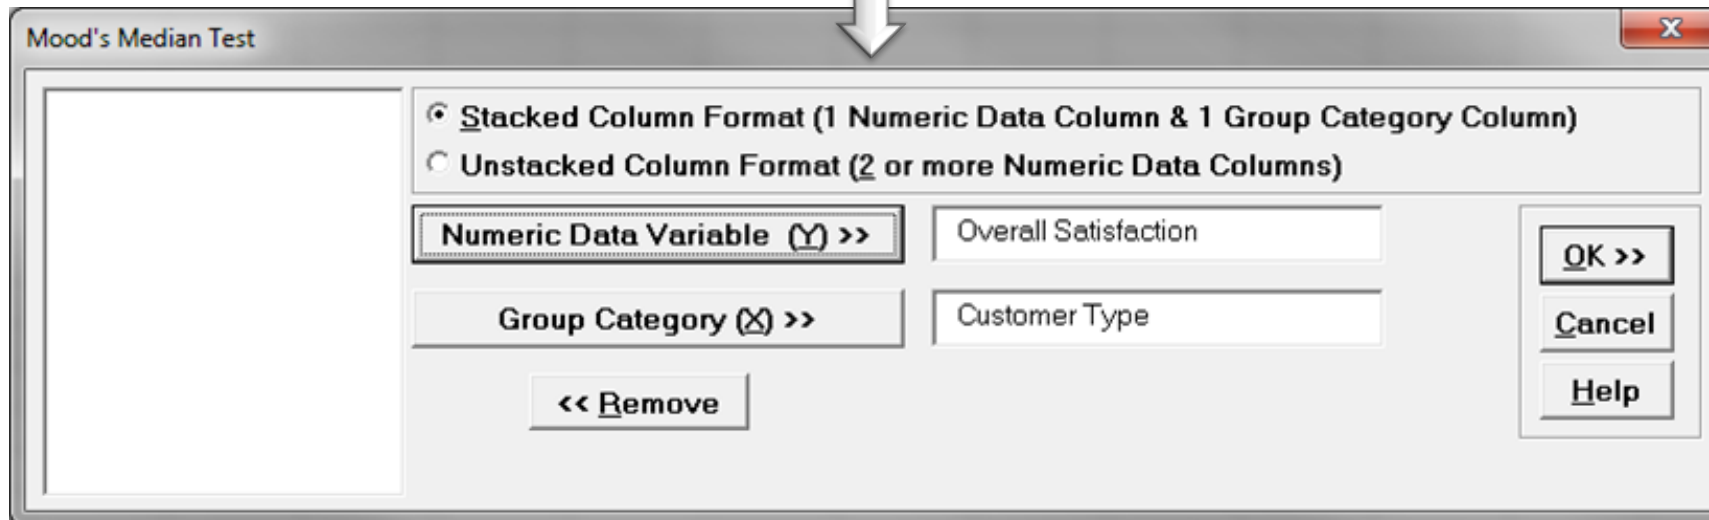 Mood's Median Test
X
Stacked Column Format (1 Numeric Data Column & 1 Group Category Column)
Unstacked Column Format (2 or more Numeric Data Columns)
Numeric Data Variable (Y) >>
Overall Satisfaction
OK >>
Group Category (X) >>
Customer Type
Cancel
<< Remove
Help